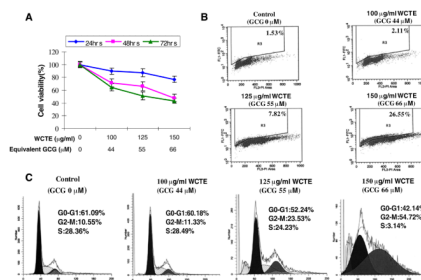 A
24hrs 48hrs 72hrs
Cell viability(%)
120
100
80
60
40
20
0
WCTE (µg/ml) 0 100 125 150
Equivalent GCG (µM) 0 44 55 66
B
Control (GCG 0 µM)
1.53%
100 µg/ml WCTE (GCG 44 µM)
2.11%
125 µg/ml WCTE (GCG 55 µM)
7.82%
150 µg/ml WCTE (GCG 66 µM)
26.55%
C
Control (GCG 0 µM)
G0-G1:61.09%
G2-M:10.55%
S:28.36%
100 µg/ml WCTE (GCG 44 µM)
G0-G1:60.18%
G2-M:11.33%
S:28.49%
125 µg/ml WCTE (GCG 55 µM)
G0-G1:52.24%
G2-M:23.53%
S:24.23%
150 µg/ml WCTE (GCG 66 µM)
G0-G1:42.14%
G2-M:54.72%
S:3.14%